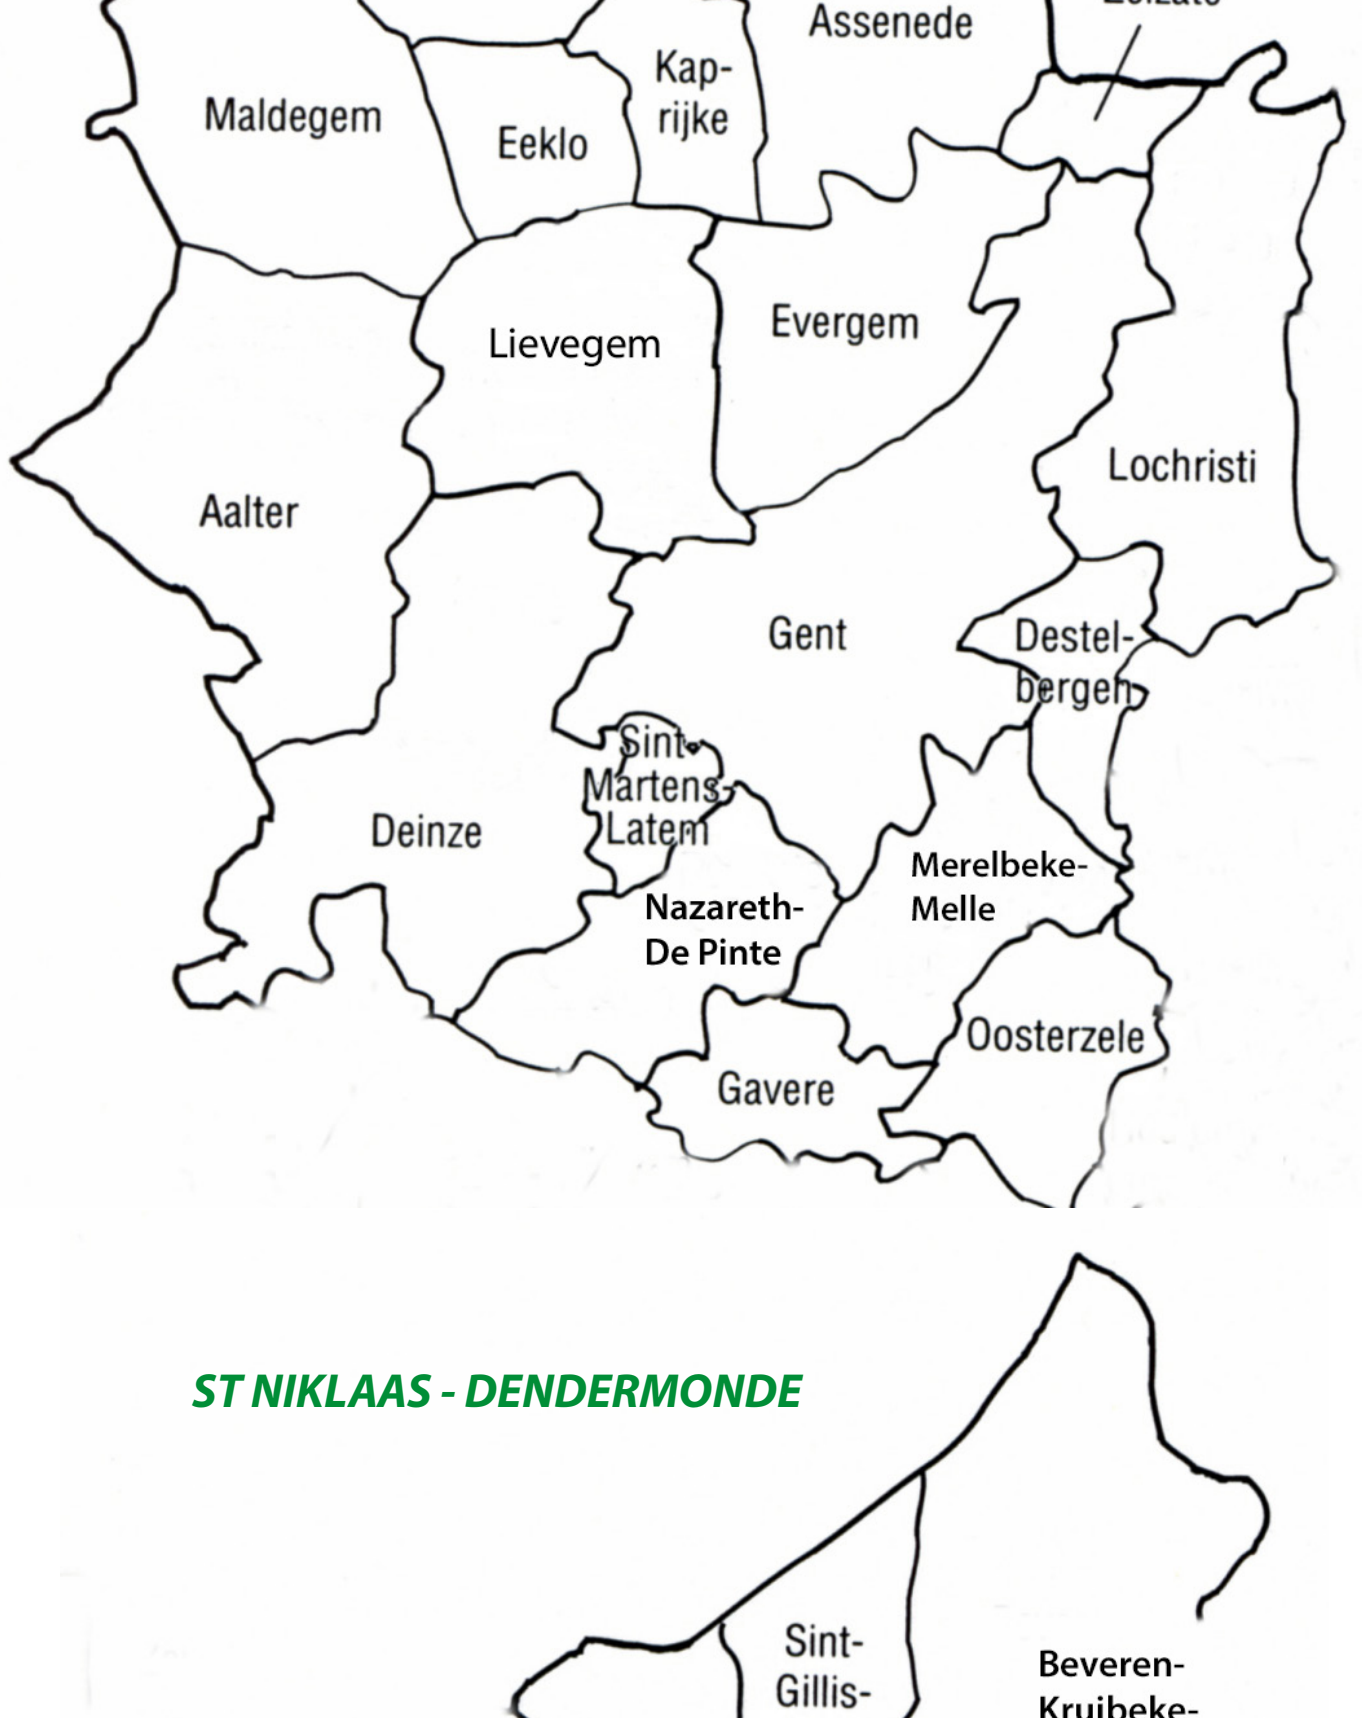 Assenede
Kap-
rijke
Maldegem
Eeklo
Evergem
Lievegem
Lochristi
Aalter
Gent
Destel-
bergen
Sint-
Martens-
Latem
Deinze
Merelbeke-
Melle
Nazareth-
De Pinte
Oosterzele
Gavere
ST NIKLAAS - DENDERMONDE
Sint-
Gillis-
Beveren-
Kruibeke-